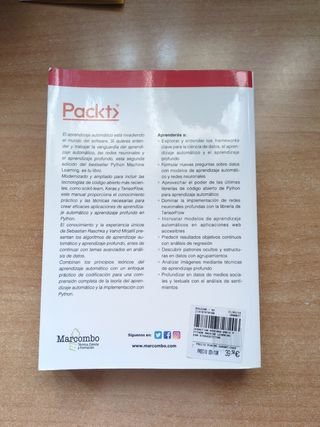 Packt>
El aprendizaje automático está invadiendo
el mundo del software. Si quieres enten-
der y trabajar la vanguardia del aprendi-
zaje automático, las redes neuronales y
el aprendizaje profundo, esta segunda
edición del bestseller Python Machine
Learning, es tu libro.
Modernizado y ampliado para incluir las
tecnologías de código abierto más recien-
tes, como scikit-learn, Keras y TensorFlow,
este manual proporciona el conocimiento
práctico y las técnicas necesarias para
crear eficaces aplicaciones de aprendiza-
je automático y aprendizaje profundo en
Python.
El conocimiento y la experiencia únicos
de Sebastian Raschka y Vahid Mirjalili pre-
sentan los algoritmos de aprendizaje au-
tomático y aprendizaje profundo, antes de
continuar con temas avanzados en análi-
sis de datos.
Combinan los principios teóricos del
aprendizaje automático con un enfoque
práctico de codificación para una com-
prensión completa de la teoría del apren-
dizaje automático y la implementación con
Python.
Aprenderás a:
- Explorar y entender los frameworks
clave para la ciencia de datos, el apren-
dizaje automático y el aprendizaje
profundo
- Formular nuevas preguntas sobre datos
con modelos de aprendizaje automáti-
co y redes neuronales
- Aprovechar el poder de las últimas
librerías de código abierto de Python
para aprendizaje automático
- Dominar la implementación de redes
neuronales profundas con la librería de
TensorFlow
- Incrustar modelos de aprendizaje
automático en aplicaciones web
accesibles
- Predecir resultados objetivos continuos
con análisis de regresión
- Descubrir patrones ocultos y estructu-
ras en datos con agrupamientos
- Analizar imágenes mediante técnicas
de aprendizaje profundo
- Profundizar en datos de medios socia-
les y textuales con el análisis de senti-
mientos
Marcombo
Técnica, Ciencia
y Formación
Síguenos en:
www.marcombo.com
PRECIO EDITOR